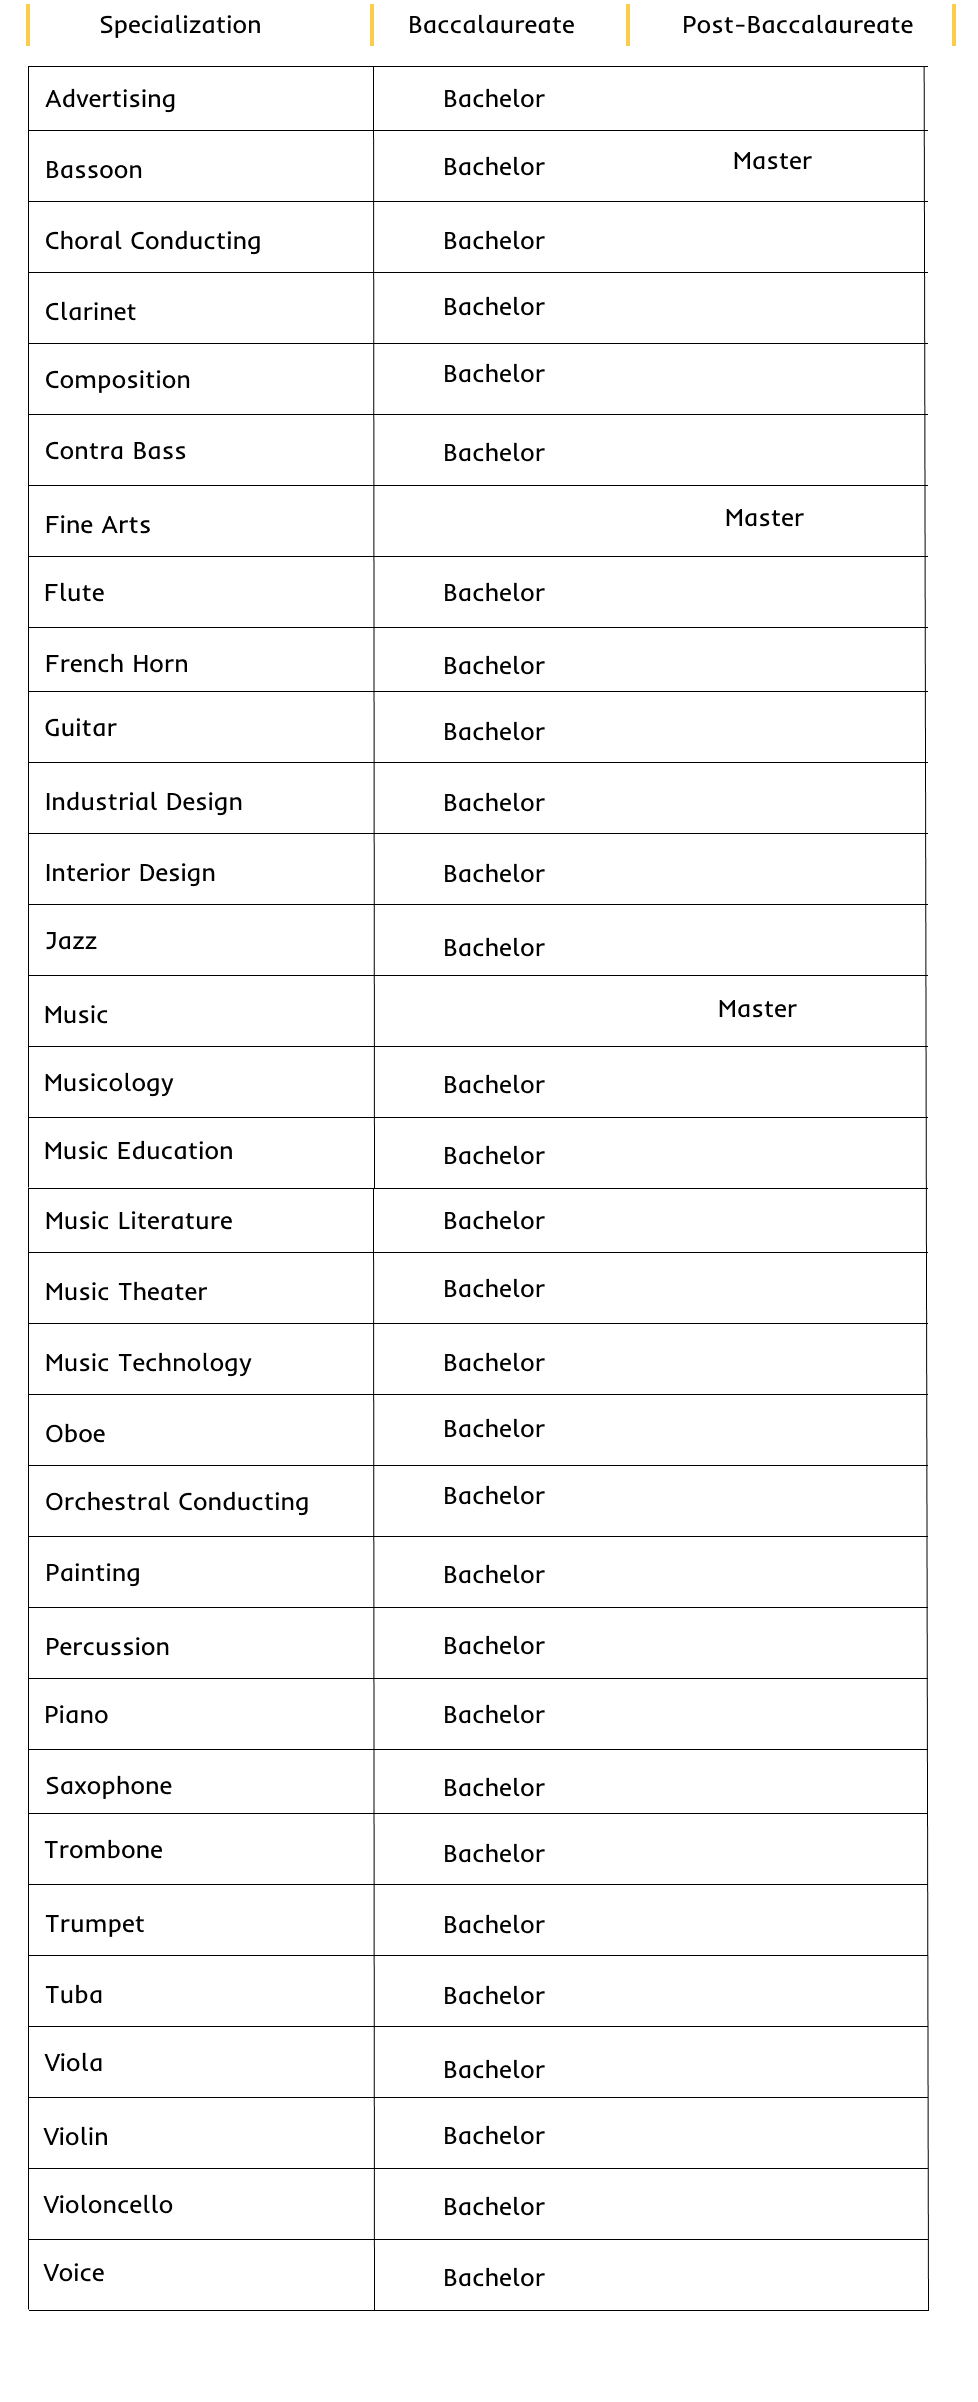 Specialization Baccalaureate Post-Baccalaureate
Advertising Bachelor
Bassoon Bachelor Master
Choral Conducting Bachelor
Clarinet Bachelor
Composition Bachelor
Contra Bass Bachelor
Fine Arts Master
Flute Bachelor
French Horn Bachelor
Guitar Bachelor
Industrial Design Bachelor
Interior Design Bachelor
Jazz Bachelor
Music Master
Musicology Bachelor
Music Education Bachelor
Music Literature Bachelor
Music Theater Bachelor
Music Technology Bachelor
Oboe Bachelor
Orchestral Conducting Bachelor
Painting Bachelor
Percussion Bachelor
Piano Bachelor
Saxophone Bachelor
Trombone Bachelor
Trumpet Bachelor
Tuba Bachelor
Viola Bachelor
Violin Bachelor
Violoncello Bachelor
Voice Bachelor